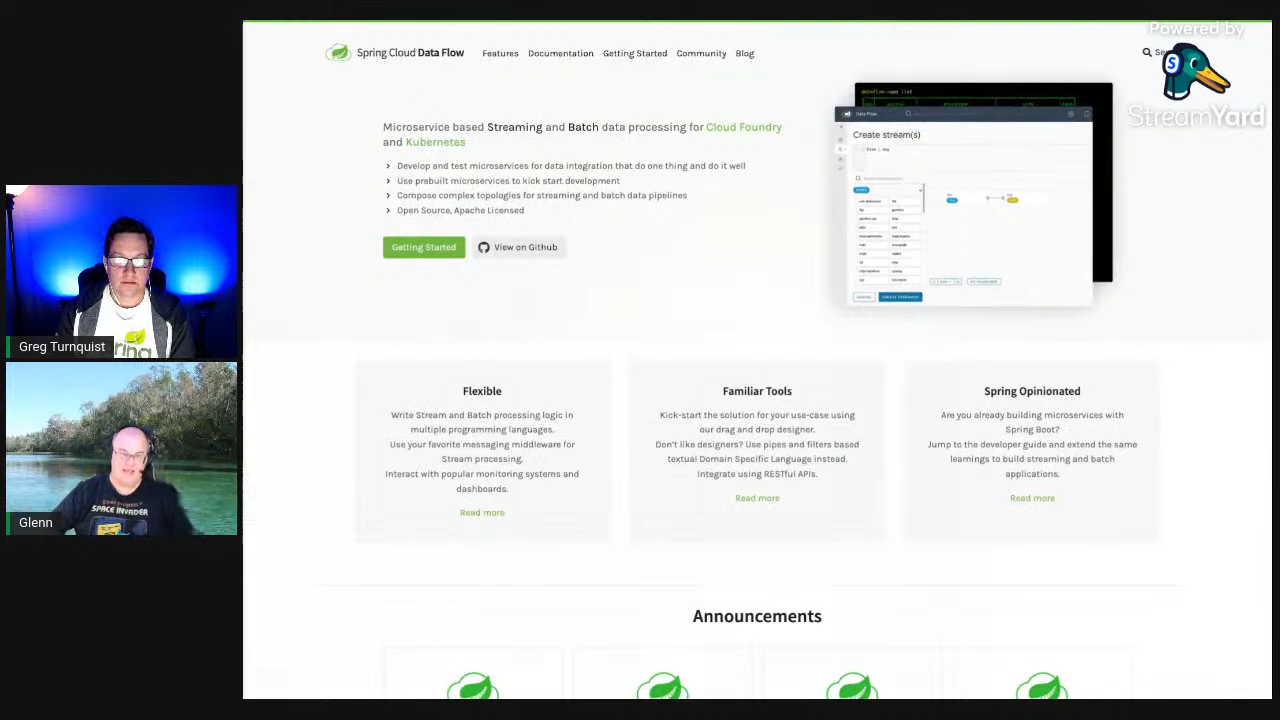 Powered by
StreamYard
Spring Cloud Data Flow
Features
Documentation
Getting Started
Community
Blog
dataflow:>app list
Microservice based Streaming and Batch data processing for Cloud Foundry
and Kubernetes
Develop and test microservices for data integration that do one thing and do it well
Use prebuilt microservices to kick start development
Compose complex topologies for streaming and batch data pipelines
Open Source, Apache Licensed
Getting Started
View on Github
Data Flow
Create stream(s)
Greg Turnquist
SPACE INVADER
Glenn
Flexible
Write Stream and Batch processing logic in
multiple programming languages.
Use your favorite messaging middleware for
Stream processing.
Interact with popular monitoring systems and
dashboards.
Read more
Familiar Tools
Kick-start the solution for your use-case using
our drag and drop designer.
Don't like designers? Use pipes and filters based
textual Domain Specific Language instead.
Integrate using RESTful APIs.
Read more
Spring Opinionated
Are you already building microservices with
Spring Boot?
Jump to the developer guide and extend the same
learnings to build streaming and batch
applications.
Read more
Announcements